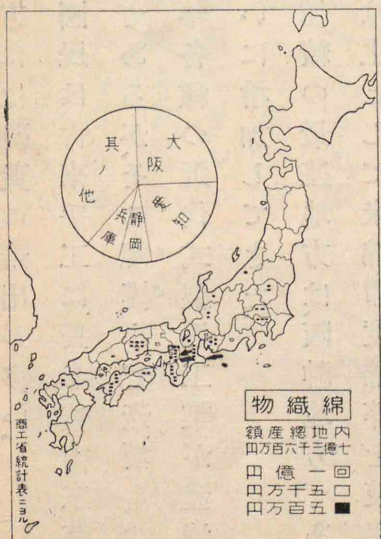 大阪
愛知
静岡
兵庫
其ノ他
綿織物
内地總産額
七億三千六百万円
一億円
五千万円
五百万円
商工省統計表ニヨル